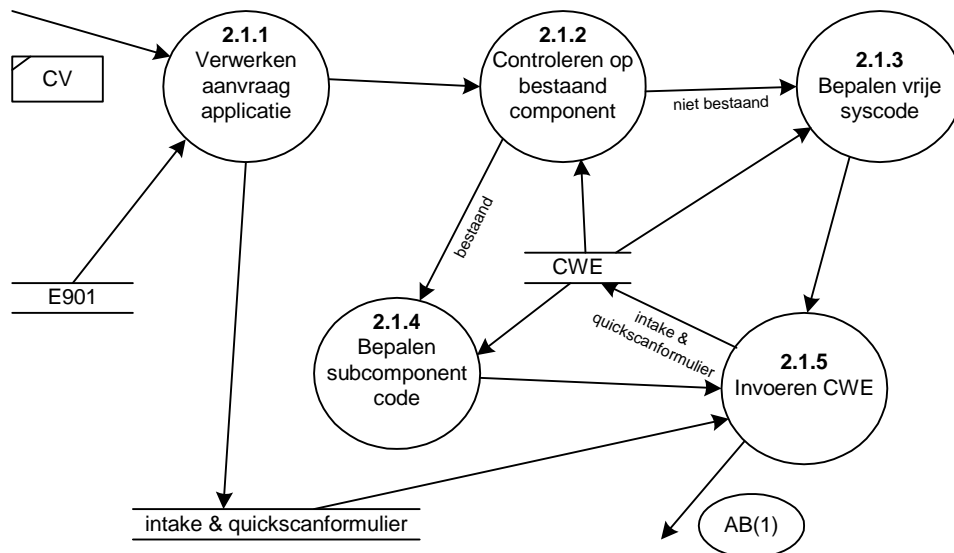 2.1.1
Verwerken
aanvraag
applicatie
2.1.2
Controleren op
bestaand
component
2.1.3
Bepalen vrije
syscode
CV
niet bestaand
bestaand
CWE
E901
2.1.4
Bepalen
subcomponent
code
intake &
quickscanformulier
2.1.5
Invoeren CWE
intake & quickscanformulier
AB(1)